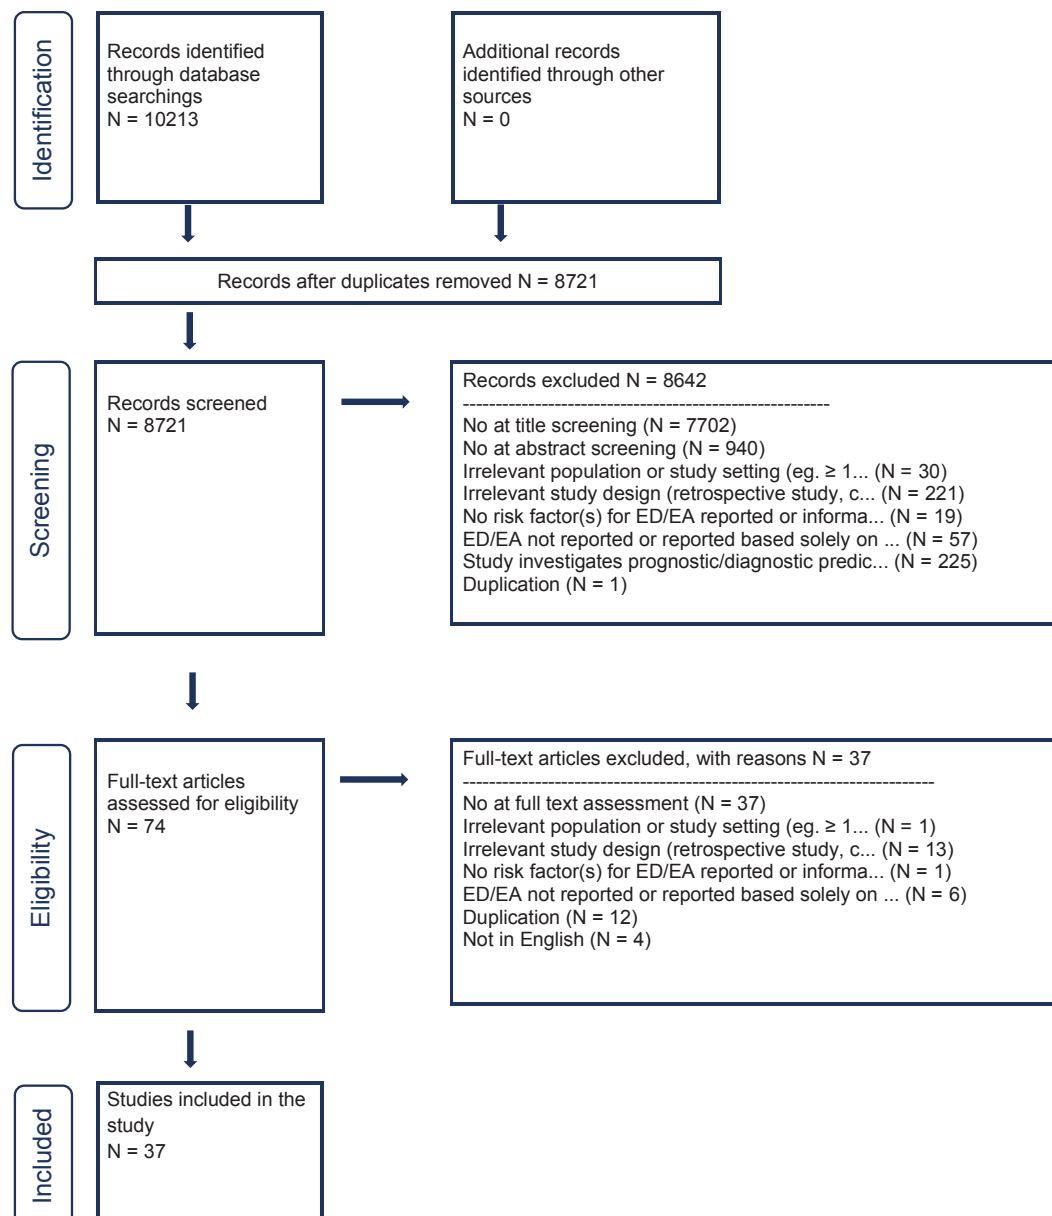 Identification
Records identified
through database
searchings
N = 10213
Additional records
identified through other
sources
N = 0
Records after duplicates removed N = 8721
Screening
Records screened
N = 8721
Records excluded N = 8642
--------------------------------------------------------
No at title screening (N = 7702)
No at abstract screening (N = 940)
Irrelevant population or study setting (eg. ≥ 1... (N = 30)
Irrelevant study design (retrospective study, c... (N = 221)
No risk factor(s) for ED/EA reported or informa... (N = 19)
ED/EA not reported or reported based solely on ... (N = 57)
Study investigates prognostic/diagnostic predic... (N = 225)
Duplication (N = 1)
Eligibility
Full-text articles
assessed for eligibility
N = 74
Full-text articles excluded, with reasons N = 37
------------------------------------------------------------------------
No at full text assessment (N = 37)
Irrelevant population or study setting (eg. ≥ 1... (N = 1)
Irrelevant study design (retrospective study, c... (N = 13)
No risk factor(s) for ED/EA reported or informa... (N = 1)
ED/EA not reported or reported based solely on ... (N = 6)
Duplication (N = 12)
Not in English (N = 4)
Included
Studies included in the
study
N = 37